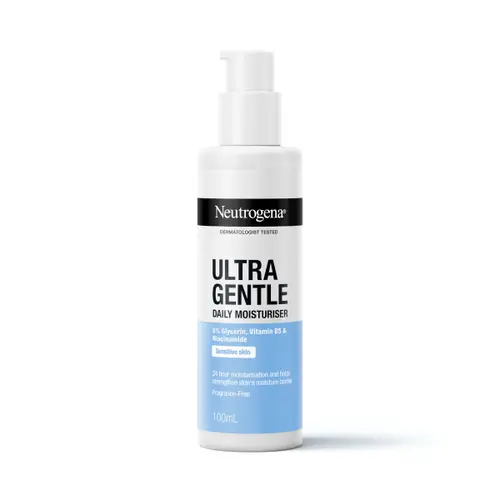 Neutrogena®
DERMATOLOGIST TESTED
ULTRA
GENTLE
DAILY MOISTURISER
5% Glycerin, Vitamin B5 &
Niacinamide
Sensitive skin
24 hour moisturisation and helps
strengthen skin's moisture barrier
Fragrance-Free
100mL